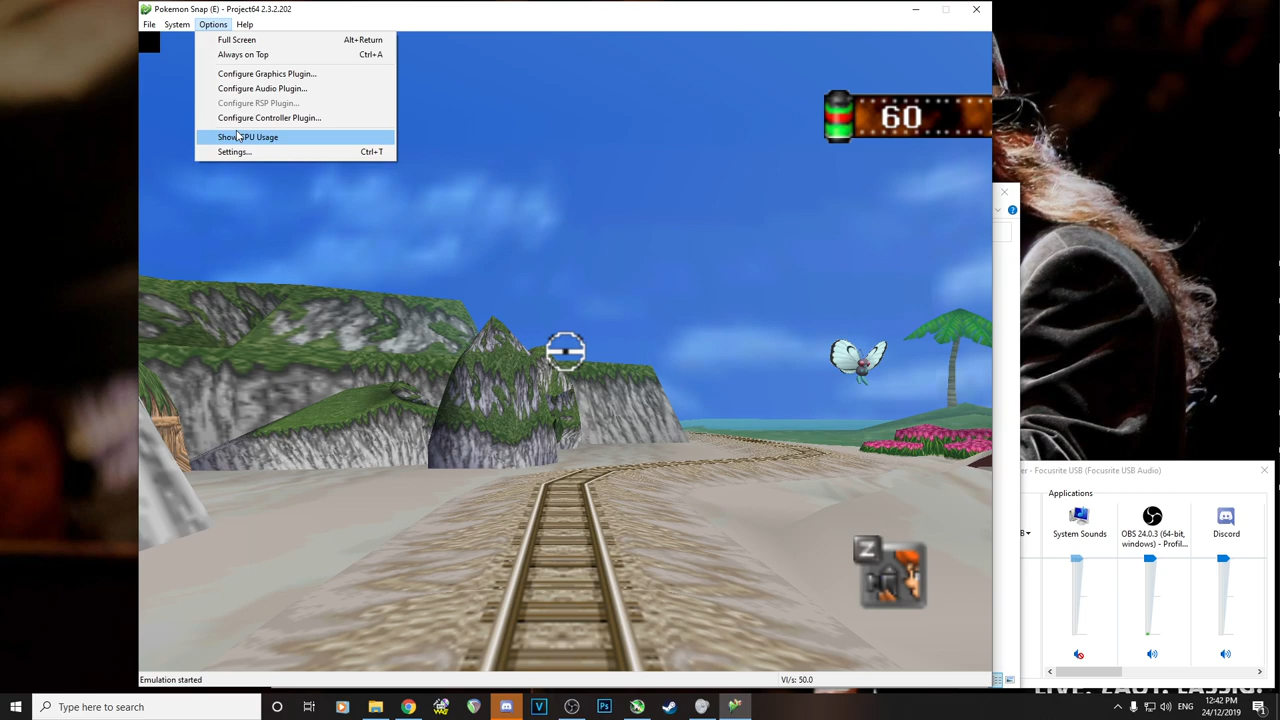 Pokemon Snap (E) - Project64 2.3.2.202
File System Options Help
Full Screen Alt+Return
Always on Top Ctrl+A
Configure Graphics Plugin...
Configure Audio Plugin...
Configure RSP Plugin...
Configure Controller Plugin...
Show CPU Usage
Settings... Ctrl+T
60
Z
er - Focusrite USB (Focusrite USB Audio)
Applications
System Sounds
OBS 24.0.3 (64-bit,
windows) - Profil...
Discord
Emulation started
VI/s: 50.0
Type here to search
ENG
12:42 PM
24/12/2019